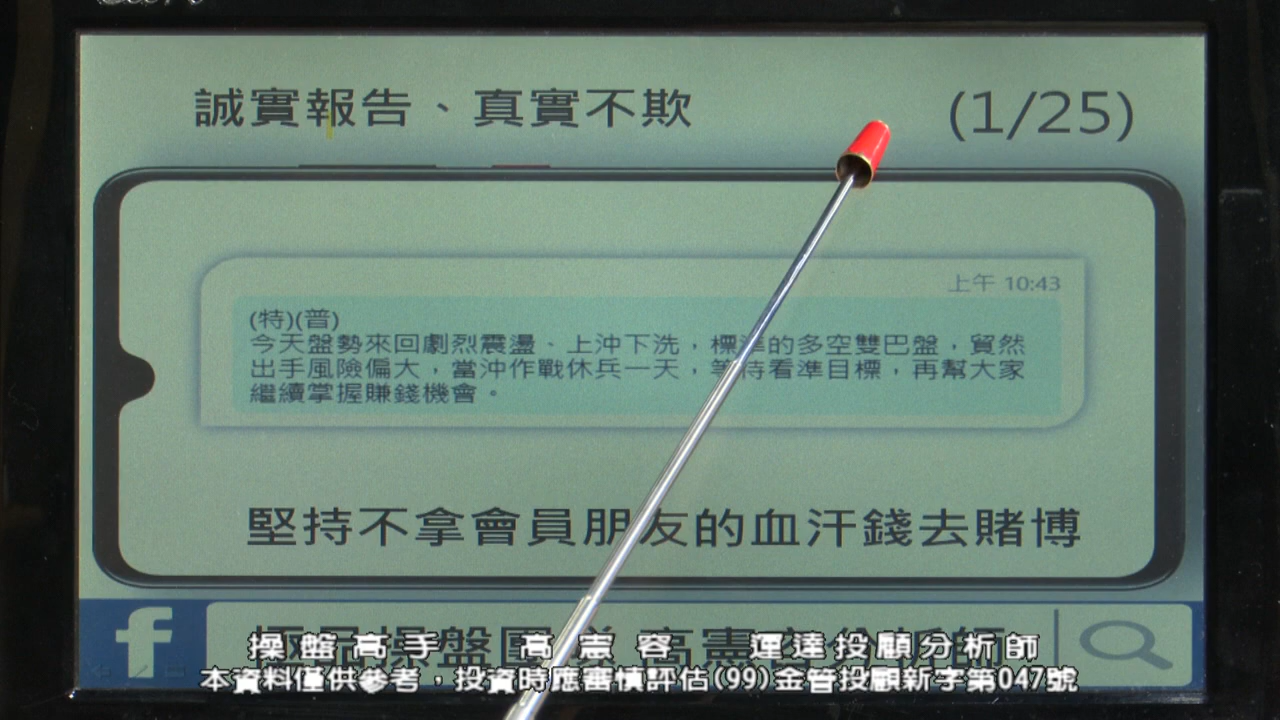 誠實報告、真實不欺
(1/25)
上午 10:43
(特)(普)
今天盤勢來回劇烈震盪、上沖下洗，標準的多空雙巴盤，貿然
出手風險偏大，當沖作戰休兵一天，等待看準目標，再幫大家
繼續掌握賺錢機會。
堅持不拿會員朋友的血汗錢去賭博
f
操盤高手 高憲容 運達投顧分析師
本資料僅供參考，投資時應審慎評估(99)金管投顧新字第047號